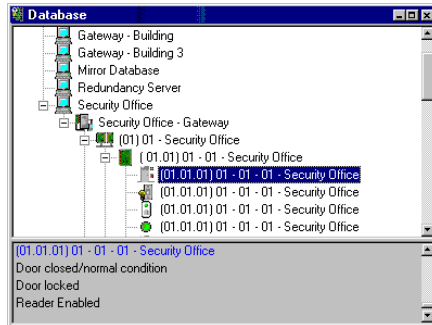 Database
Gateway - Building
Gateway - Building 3
Mirror Database
Redundancy Server
Security Office
Security Office - Gateway
(01) 01 - Security Office
( 01.01) 01 - 01 - Security Office
(01.01.01) 01 - 01 - 01 - Security Office
(01.01.01) 01 - 01 - 01 - Security Office
(01.01.01) 01 - 01 - 01 - Security Office
(01.01.01) 01 - 01 - 01 - Security Office
(01.01.01) 01 - 01 - 01 - Security Office
Door closed/normal condition
Door locked
Reader Enabled